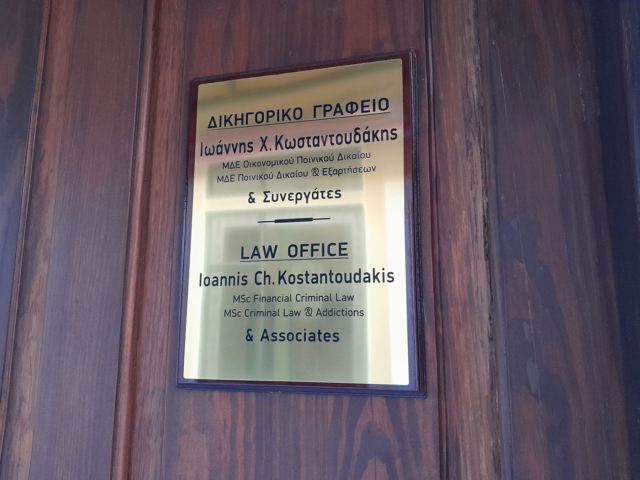 ΔΙΚΗΓΟΡΙΚΟ ΓΡΑΦΕΙΟ
Ιωάννης Χ. Κωσταντουδάκης
ΜΔΕ Οικονομικού Ποινικού Δικαίου
ΜΔΕ Ποινικού Δικαίου & Εξαρτήσεων
& Συνεργάτες
LAW OFFICE
Ioannis Ch. Kostantoudakis
MSc Financial Criminal Law
MSc Criminal Law & Addictions
& Associates